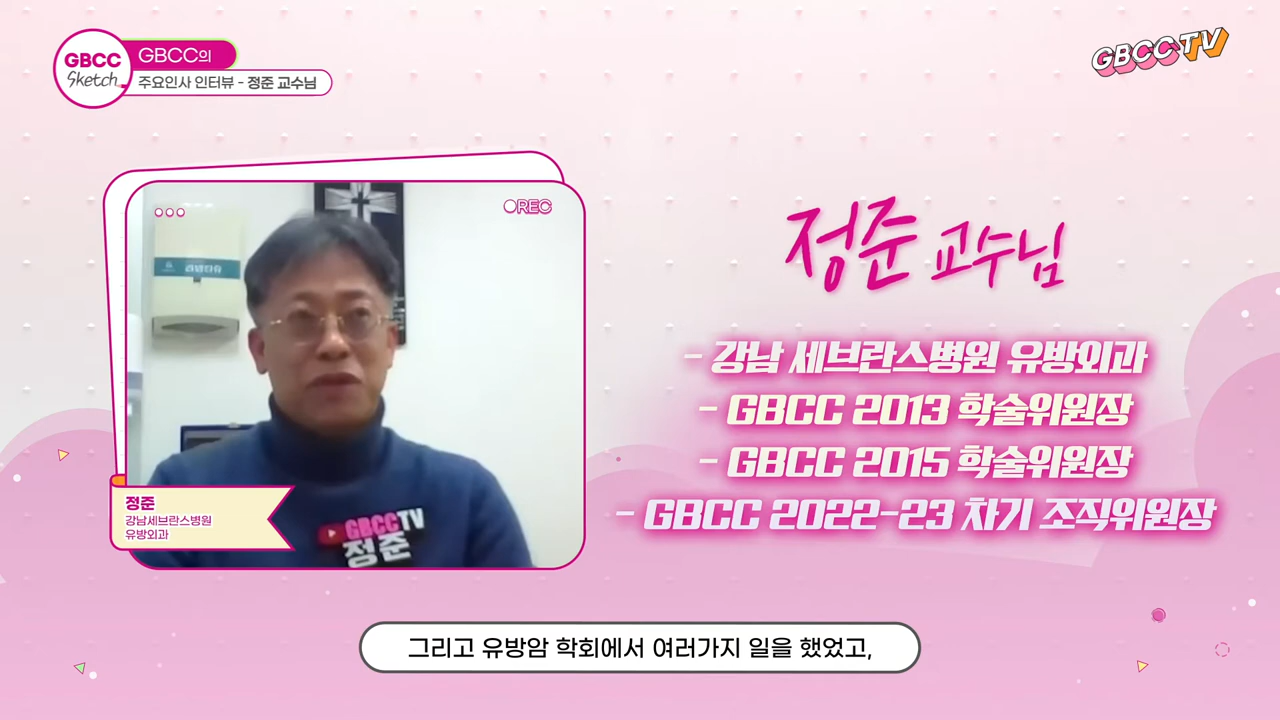 GBCC
Sketch
GBCC의
주요인사 인터뷰 - 정준 교수님
GBCC TV
REC
정준 교수님
- 강남 세브란스병원 유방외과
- GBCC 2013 학술위원장
- GBCC 2015 학술위원장
- GBCC 2022-23 차기 조직위원장
정준
강남세브란스병원
유방외과
GBCCTV
정준
그리고 유방암 학회에서 여러가지 일을 했었고,